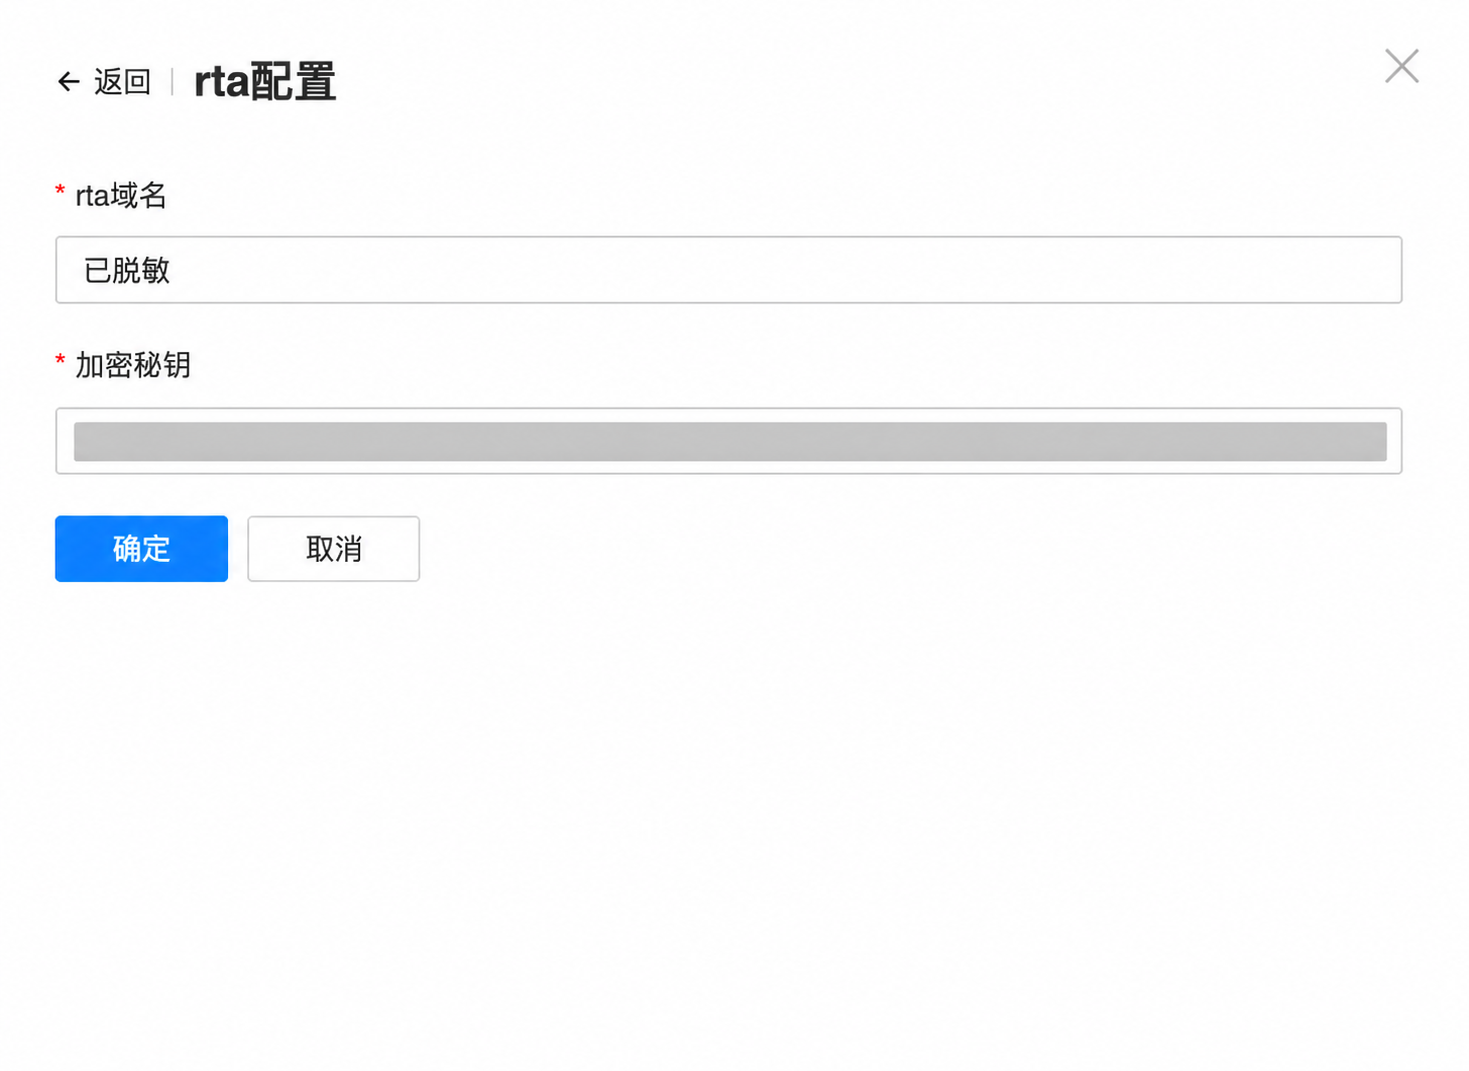 ← 返回 | rta配置
* rta域名
已脱敏
* 加密秘钥
确定 取消